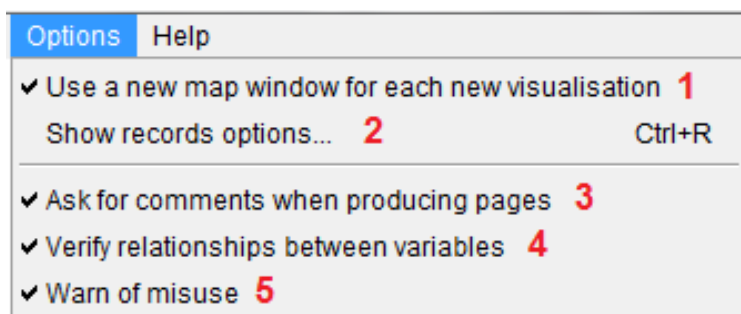 Options Help
✔ Use a new map window for each new visualisation 1
Show records options... 2 Ctrl+R
✔ Ask for comments when producing pages 3
✔ Verify relationships between variables 4
✔ Warn of misuse 5